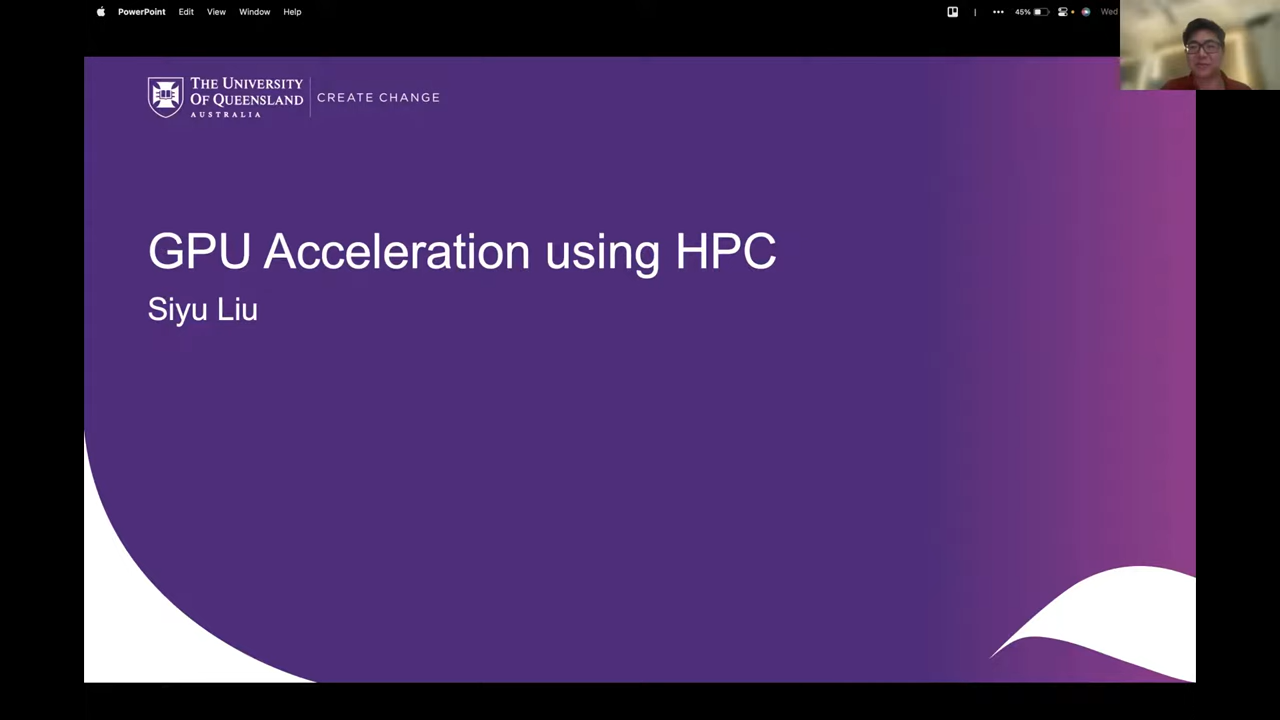 PowerPoint Edit View Window Help
45% Wed
THE UNIVERSITY
OF QUEENSLAND
AUSTRALIA
CREATE CHANGE
GPU Acceleration using HPC
Siyu Liu